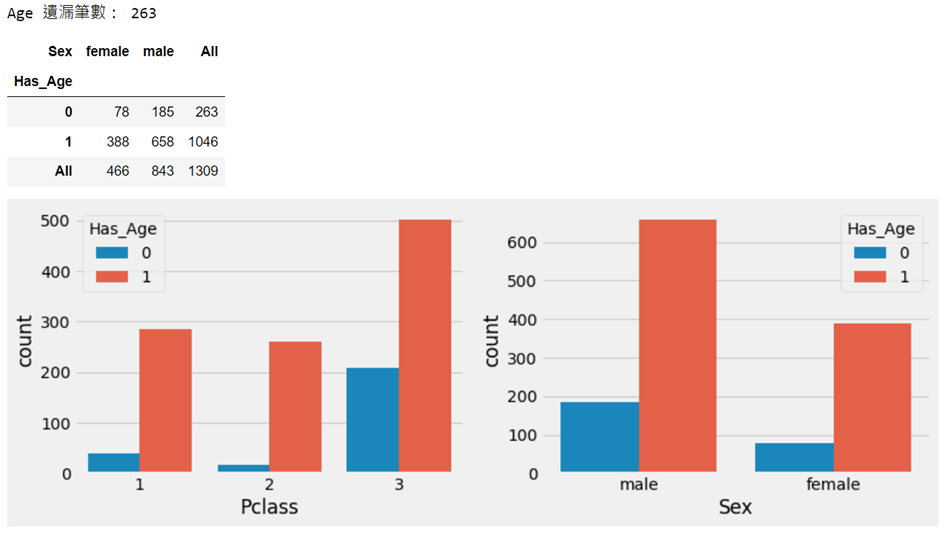 Age 遺漏筆數： 263
Sex female male All
Has_Age
0 78 185 263
1 388 658 1046
All 466 843 1309
Has_Age
0
1
500
400
300
200
100
0
count
1 2 3
Pclass
Has_Age
0
1
600
500
400
300
200
100
0
count
male female
Sex